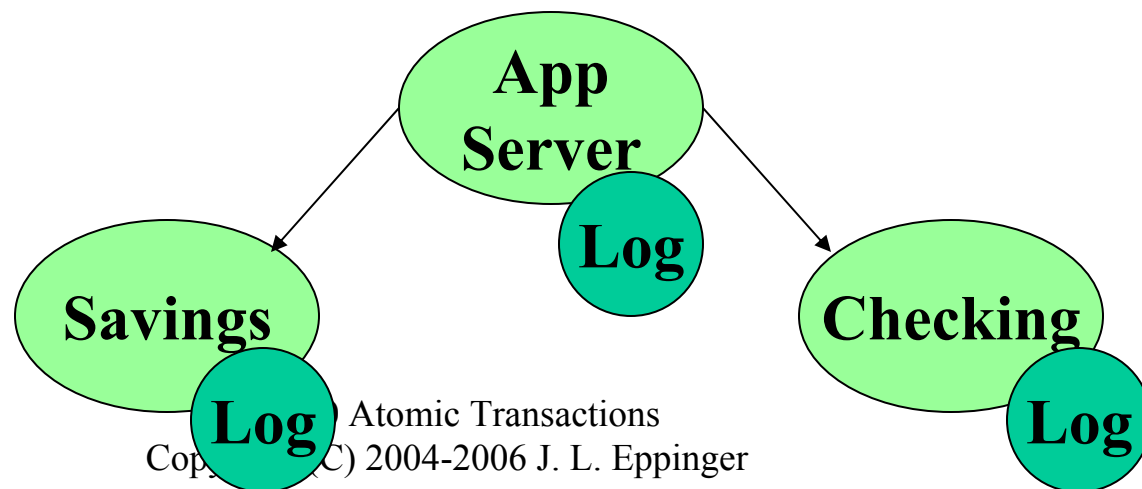 App
Server
Log
Savings
Checking
Log
Log
Atomic Transactions
(C) 2004-2006 J. L. Eppinger